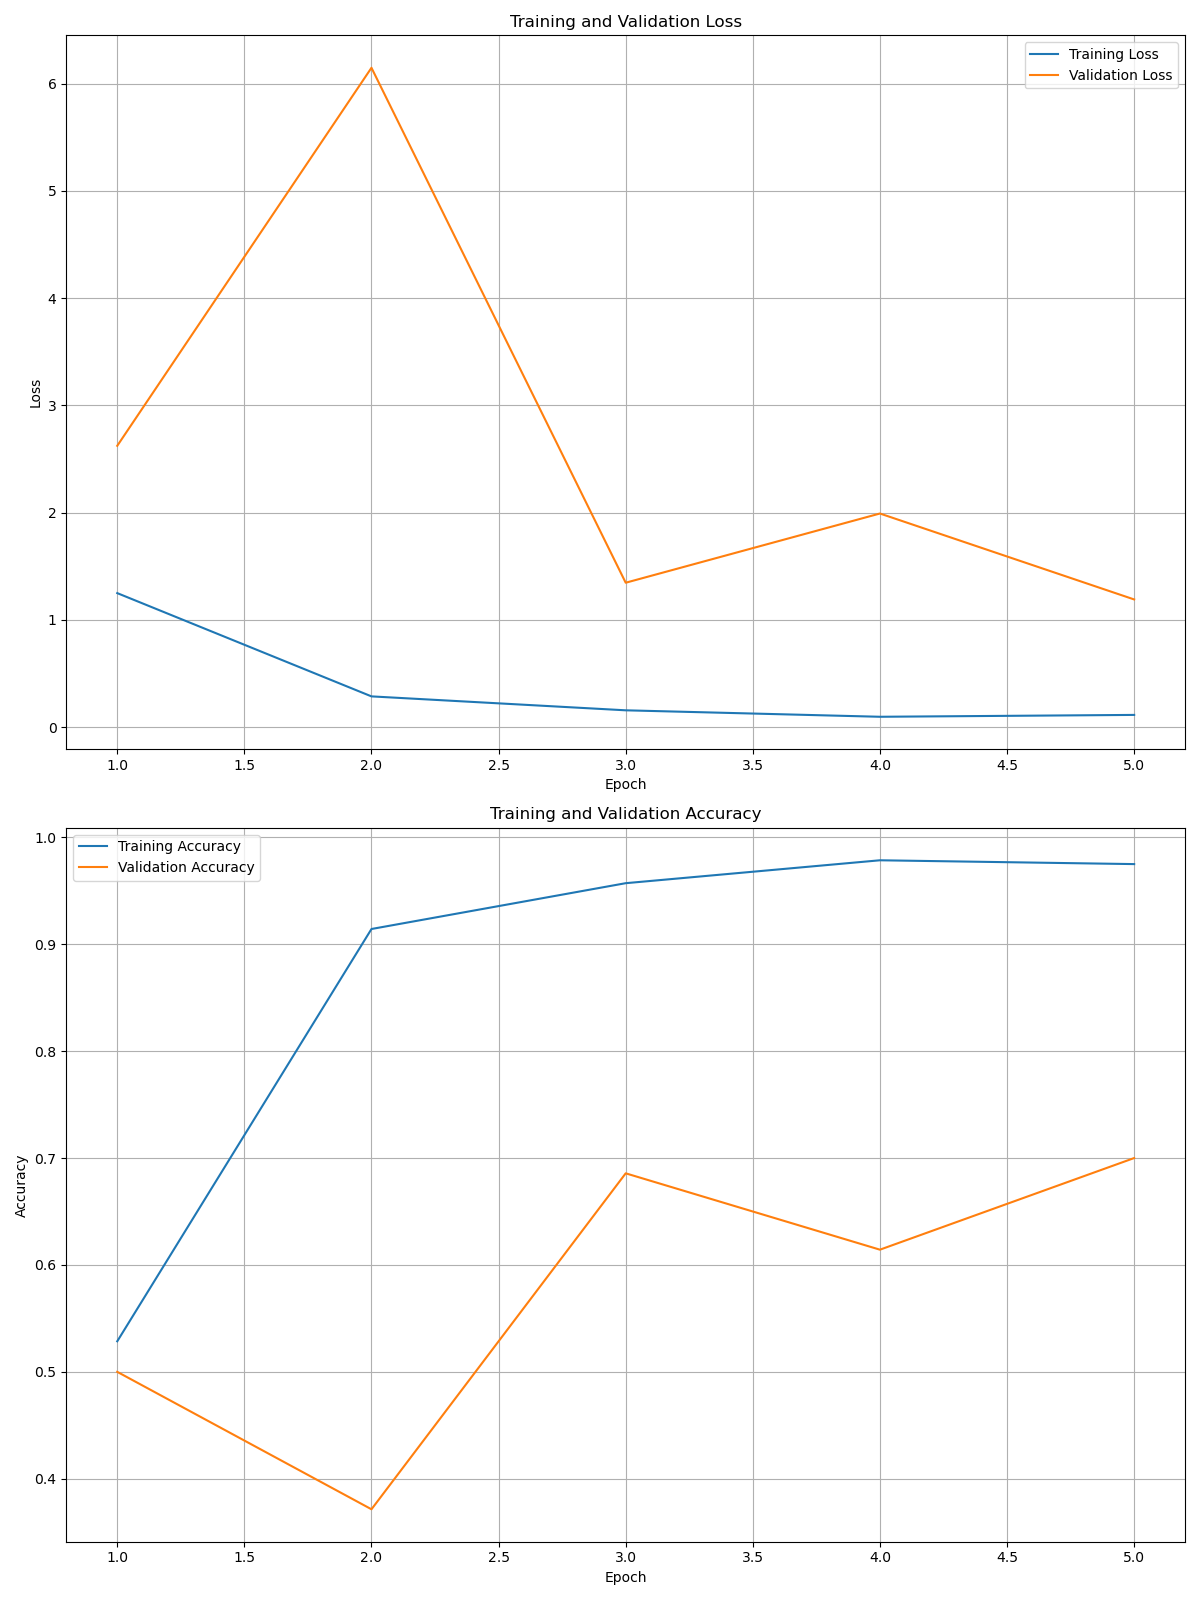 Training and Validation Loss
Training Loss
Validation Loss
6
5
4
3
2
1
0
Loss
1.0 1.5 2.0 2.5 3.0 3.5 4.0 4.5 5.0
Epoch
Training and Validation Accuracy
Training Accuracy
Validation Accuracy
1.0
0.9
0.8
0.7
0.6
0.5
0.4
Accuracy
1.0 1.5 2.0 2.5 3.0 3.5 4.0 4.5 5.0
Epoch